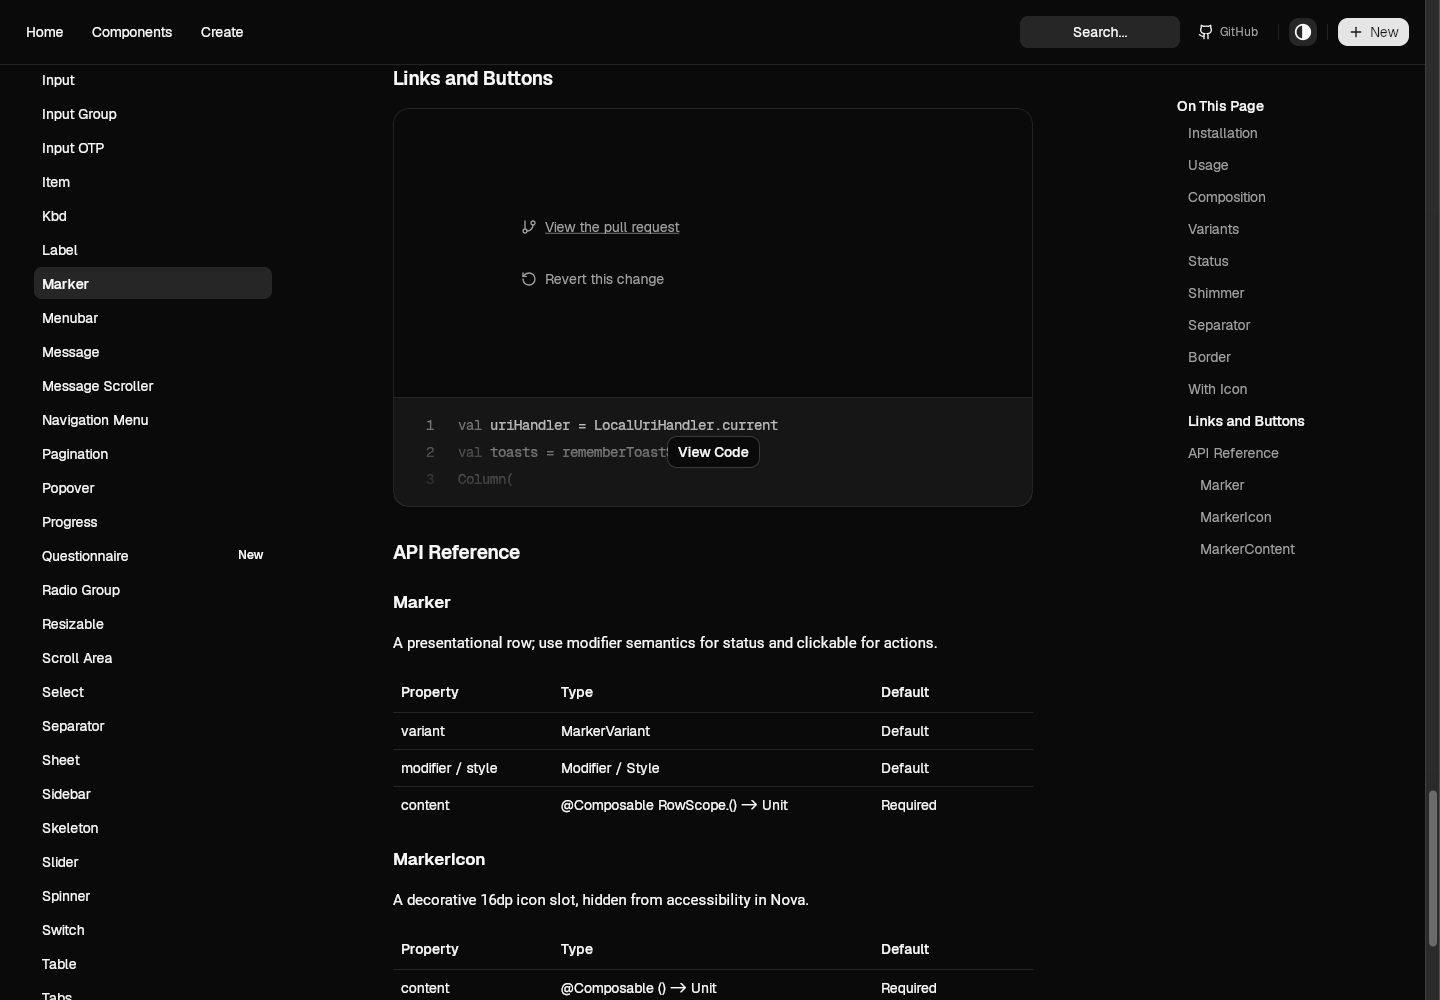 Home
Components
Create
Search...
GitHub
New
Input
Input Group
Input OTP
Item
Kbd
Label
Marker
Menubar
Message
Message Scroller
Navigation Menu
Pagination
Popover
Progress
Questionnaire New
Radio Group
Resizable
Scroll Area
Select
Separator
Sheet
Sidebar
Skeleton
Slider
Spinner
Switch
Table
Tabs
Links and Buttons
View the pull request
Revert this change
1 val uriHandler = LocalUriHandler.current
2 val toasts = rememberToast
View Code
3 Column(
API Reference
Marker
A presentational row; use modifier semantics for status and clickable for actions.
Property Type Default
variant MarkerVariant Default
modifier / style Modifier / Style Default
content @Composable RowScope.() -> Unit Required
MarkerIcon
A decorative 16dp icon slot, hidden from accessibility in Nova.
Property Type Default
content @Composable () -> Unit Required
On This Page
Installation
Usage
Composition
Variants
Status
Shimmer
Separator
Border
With Icon
Links and Buttons
API Reference
Marker
MarkerIcon
MarkerContent